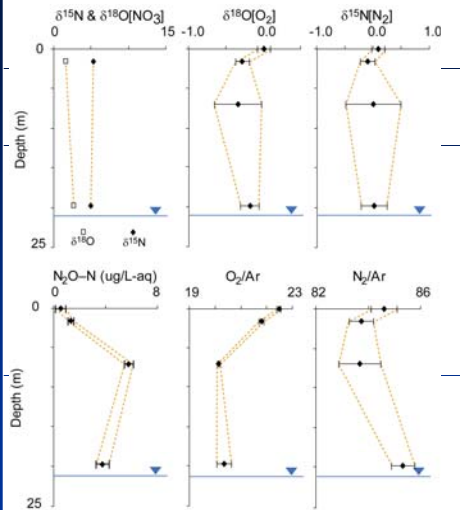 δ¹⁵N & δ¹⁸O[NO₃]
δ¹⁸O[O₂]
δ¹⁵N[N₂]
0 15
-1.0 0.0 1.0
-1.0 0.0 1.0
0
Depth (m)
25
δ¹⁸O δ¹⁵N
N₂O–N (ug/L-aq)
O₂/Ar
N₂/Ar
0 8
19 23
82 86
0
Depth (m)
25